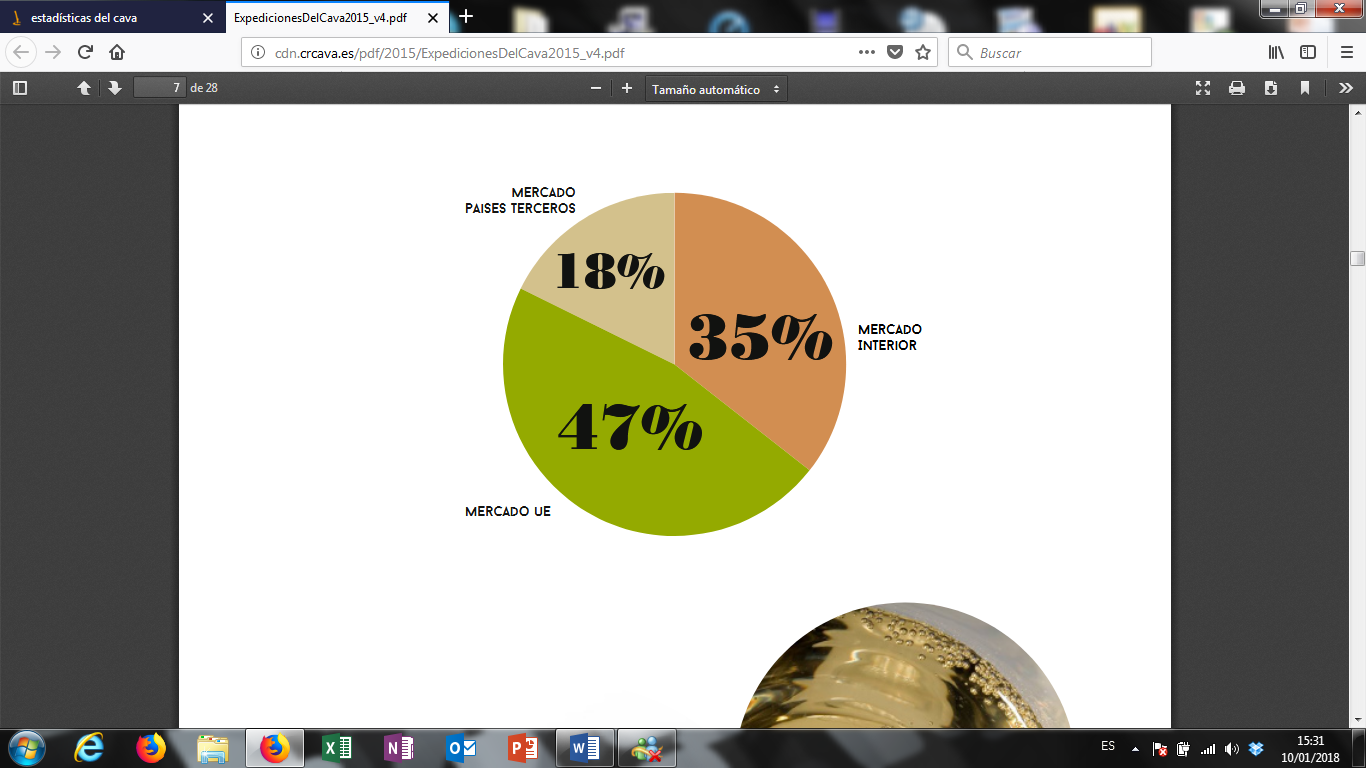 estadísticas del cava
ExpedicionesDelCava2015_v4.pdf
cdn.crcava.es/pdf/2015/ExpedicionesDelCava2015_v4.pdf
Buscar
7 de 28
Tamaño automático
MERCADO
PAISES TERCEROS
18%
35%
MERCADO
INTERIOR
47%
MERCADO UE
ES
15:31
10/01/2018